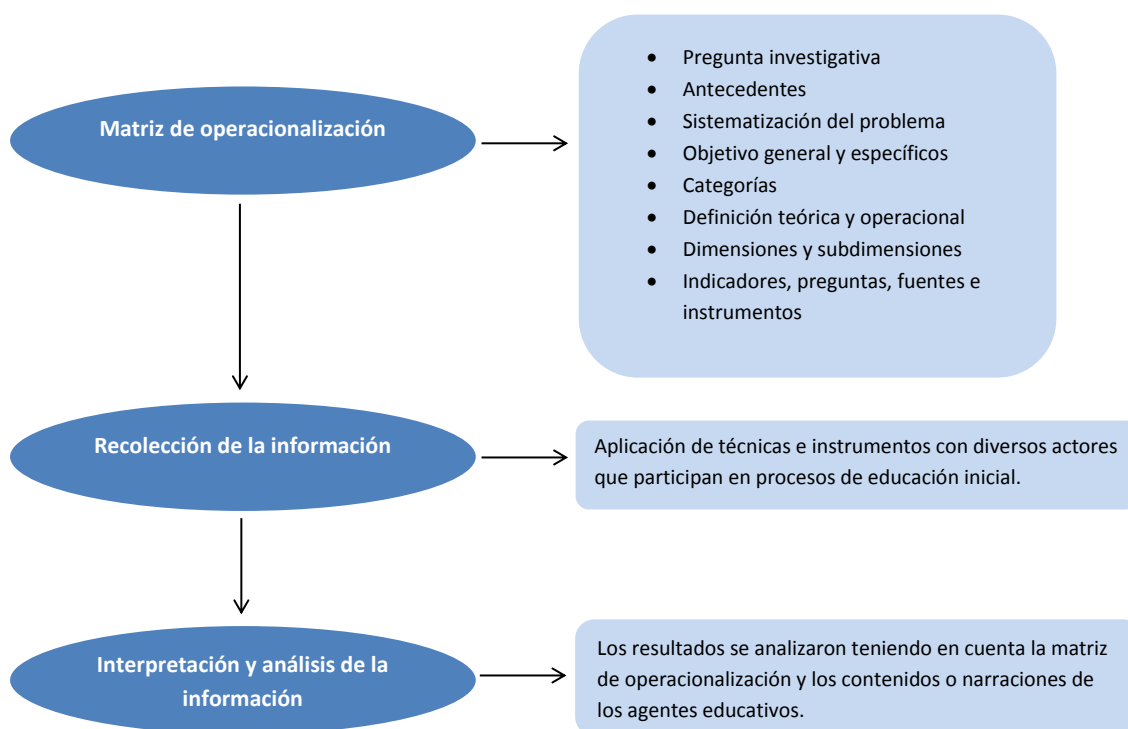 Matriz de operacionalización
• Pregunta investigativa
• Antecedentes
• Sistematización del problema
• Objetivo general y específicos
• Categorías
• Definición teórica y operacional
• Dimensiones y subdimensiones
• Indicadores, preguntas, fuentes e
instrumentos
Recolección de la información
Aplicación de técnicas e instrumentos con diversos actores
que participan en procesos de educación inicial.
Interpretación y análisis de la
información
Los resultados se analizaron teniendo en cuenta la matriz
de operacionalización y los contenidos o narraciones de
los agentes educativos.